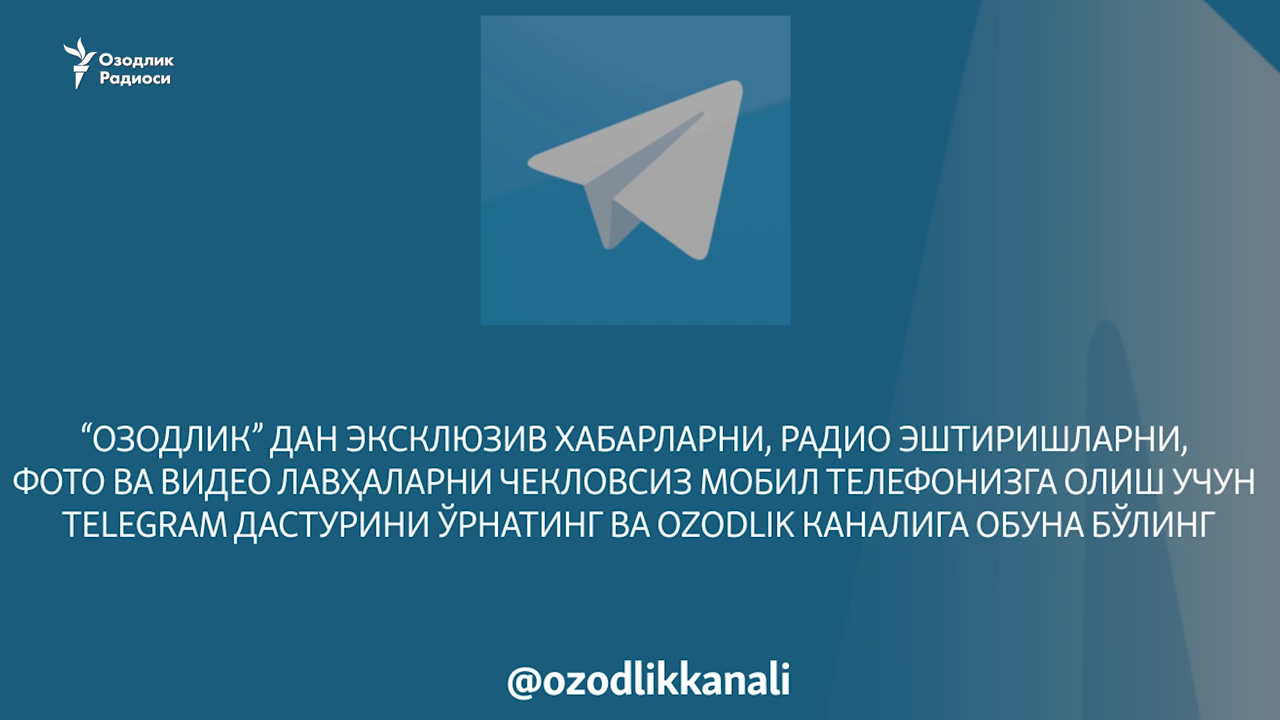 Озодлик
Радиоси
“ОЗОДЛИК” ДАН ЭКСКЛЮЗИВ ХАБАРЛАРНИ, РАДИО ЭШТИРИШЛАРНИ,
ФОТО ВА ВИДЕО ЛАВҲАЛАРНИ ЧЕКЛОВСИЗ МОБИЛ ТЕЛЕФОНИЗГА ОЛИШ УЧУН
TELEGRAM ДАСТУРИНИ ЎРНАТИНГ ВА OZODLIK КАНАЛИГА ОБУНА БЎЛИНГ
@ozodlikkanali